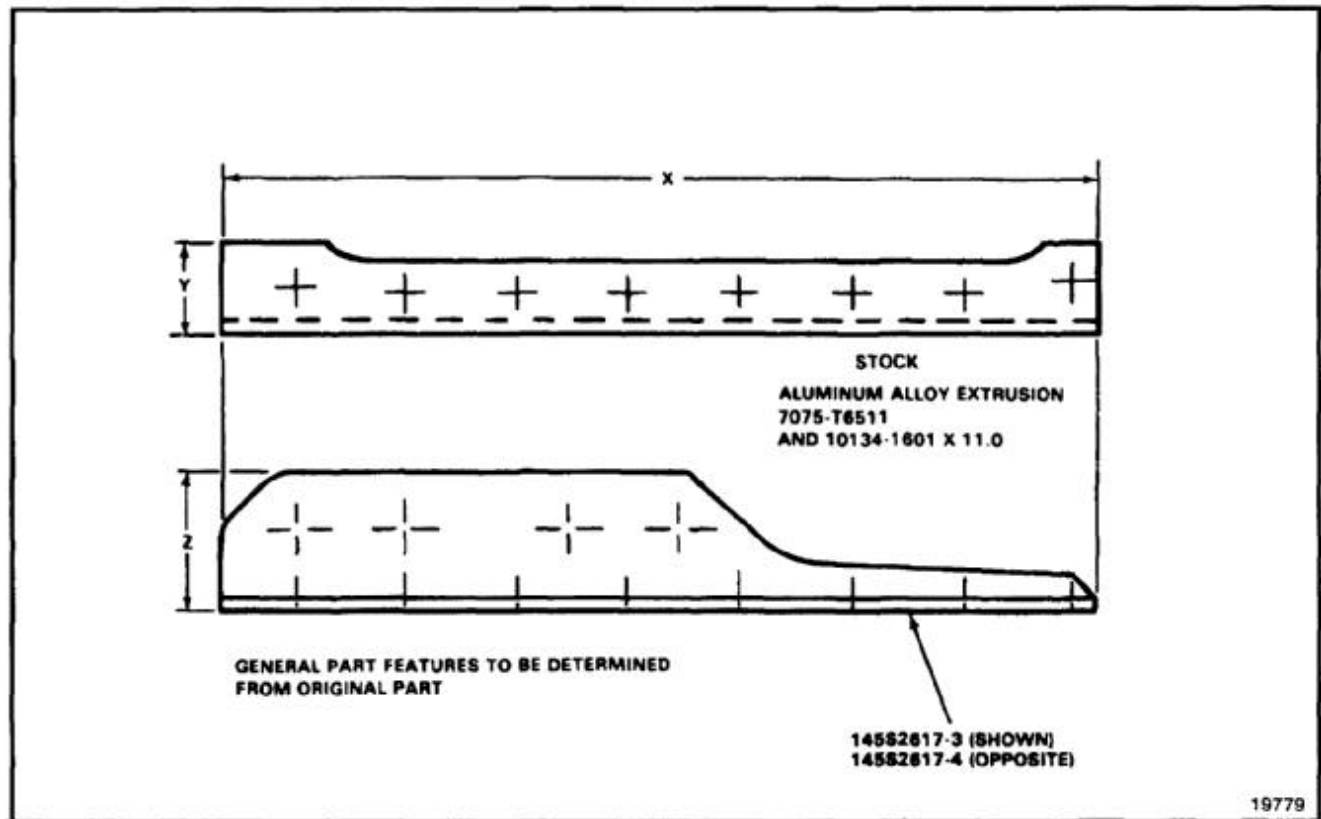 X
Y
STOCK
ALUMINUM ALLOY EXTRUSION
7075-T6511
AND 10134-1601 X 11.0
Z
GENERAL PART FEATURES TO BE DETERMINED
FROM ORIGINAL PART
145S2617-3 (SHOWN)
145S2617-4 (OPPOSITE)
19779